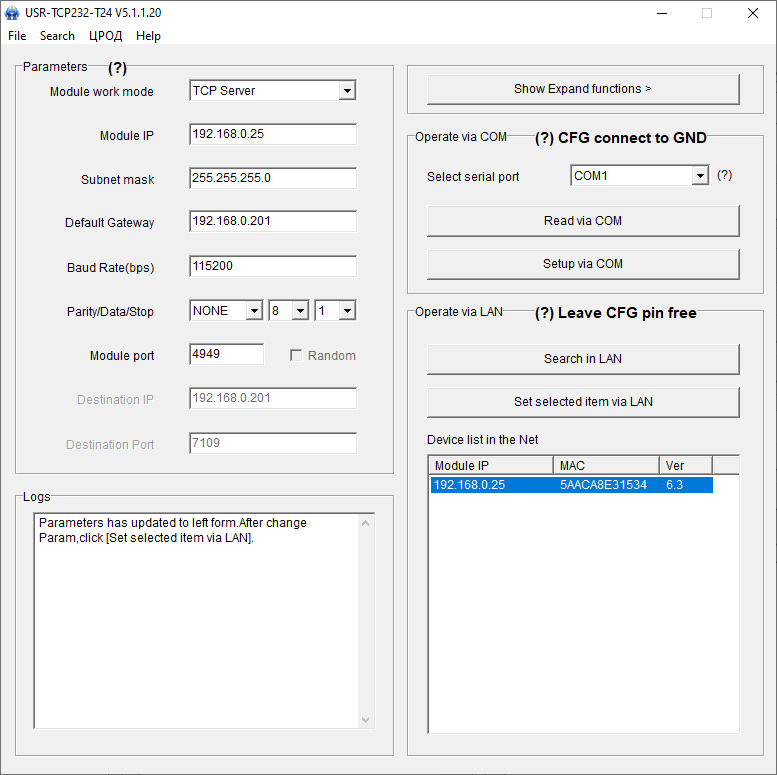 USR-TCP232-T24 V5.1.1.20
File Search ЦРОД Help
Parameters (?)
Module work mode TCP Server
Module IP 192.168.0.25
Subnet mask 255.255.255.0
Default Gateway 192.168.0.201
Baud Rate(bps) 115200
Parity/Data/Stop NONE 8 1
Module port 4949 Random
Destination IP 192.168.0.201
Destination Port 7109
Logs
Parameters has updated to left form.After change
Param,click [Set selected item via LAN].
Show Expand functions >
Operate via COM (?) CFG connect to GND
Select serial port COM1 (?)
Read via COM
Setup via COM
Operate via LAN (?) Leave CFG pin free
Search in LAN
Set selected item via LAN
Device list in the Net
Module IP MAC Ver
192.168.0.25 5AACA8E31534 6.3